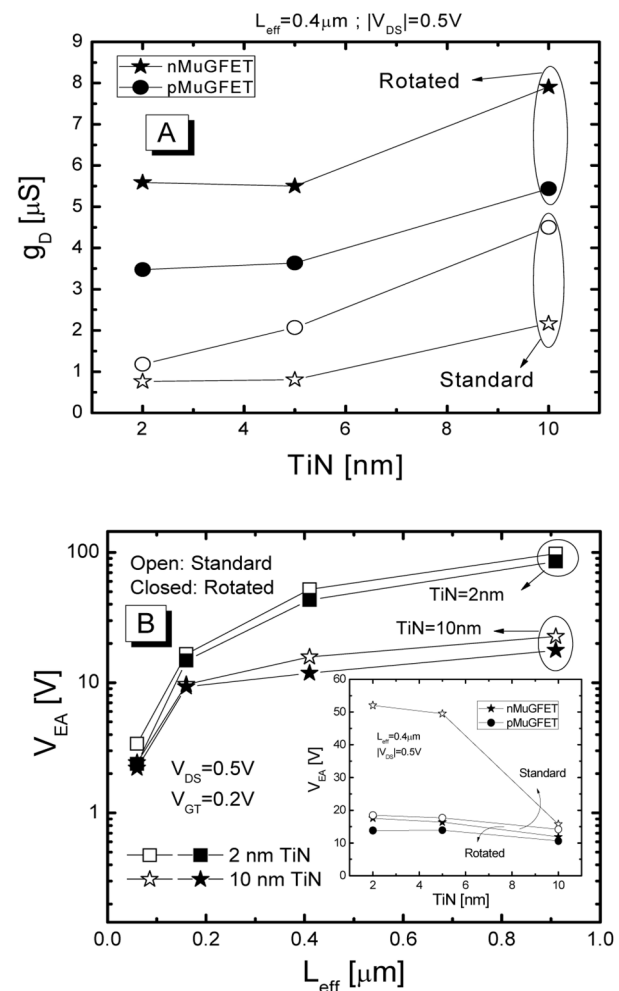 L_eff=0.4μm ; |V_DS|=0.5V
9
8
7
6
5
4
3
2
1
0
g_D [μS]
nMuGFET
pMuGFET
A
Rotated
Standard
2
4
6
8
10
TiN [nm]
100
10
1
V_EA [V]
Open: Standard
Closed: Rotated
B
TiN=2nm
TiN=10nm
V_DS=0.5V
V_GT=0.2V
2 nm TiN
10 nm TiN
60
50
40
30
20
10
0
V_EA [V]
nMuGFET
pMuGFET
L_eff=0.4μm
|V_DS|=0.5V
Standard
Rotated
2
4
6
8
10
TiN [nm]
0.0
0.2
0.4
0.6
0.8
1.0
L_eff [μm]